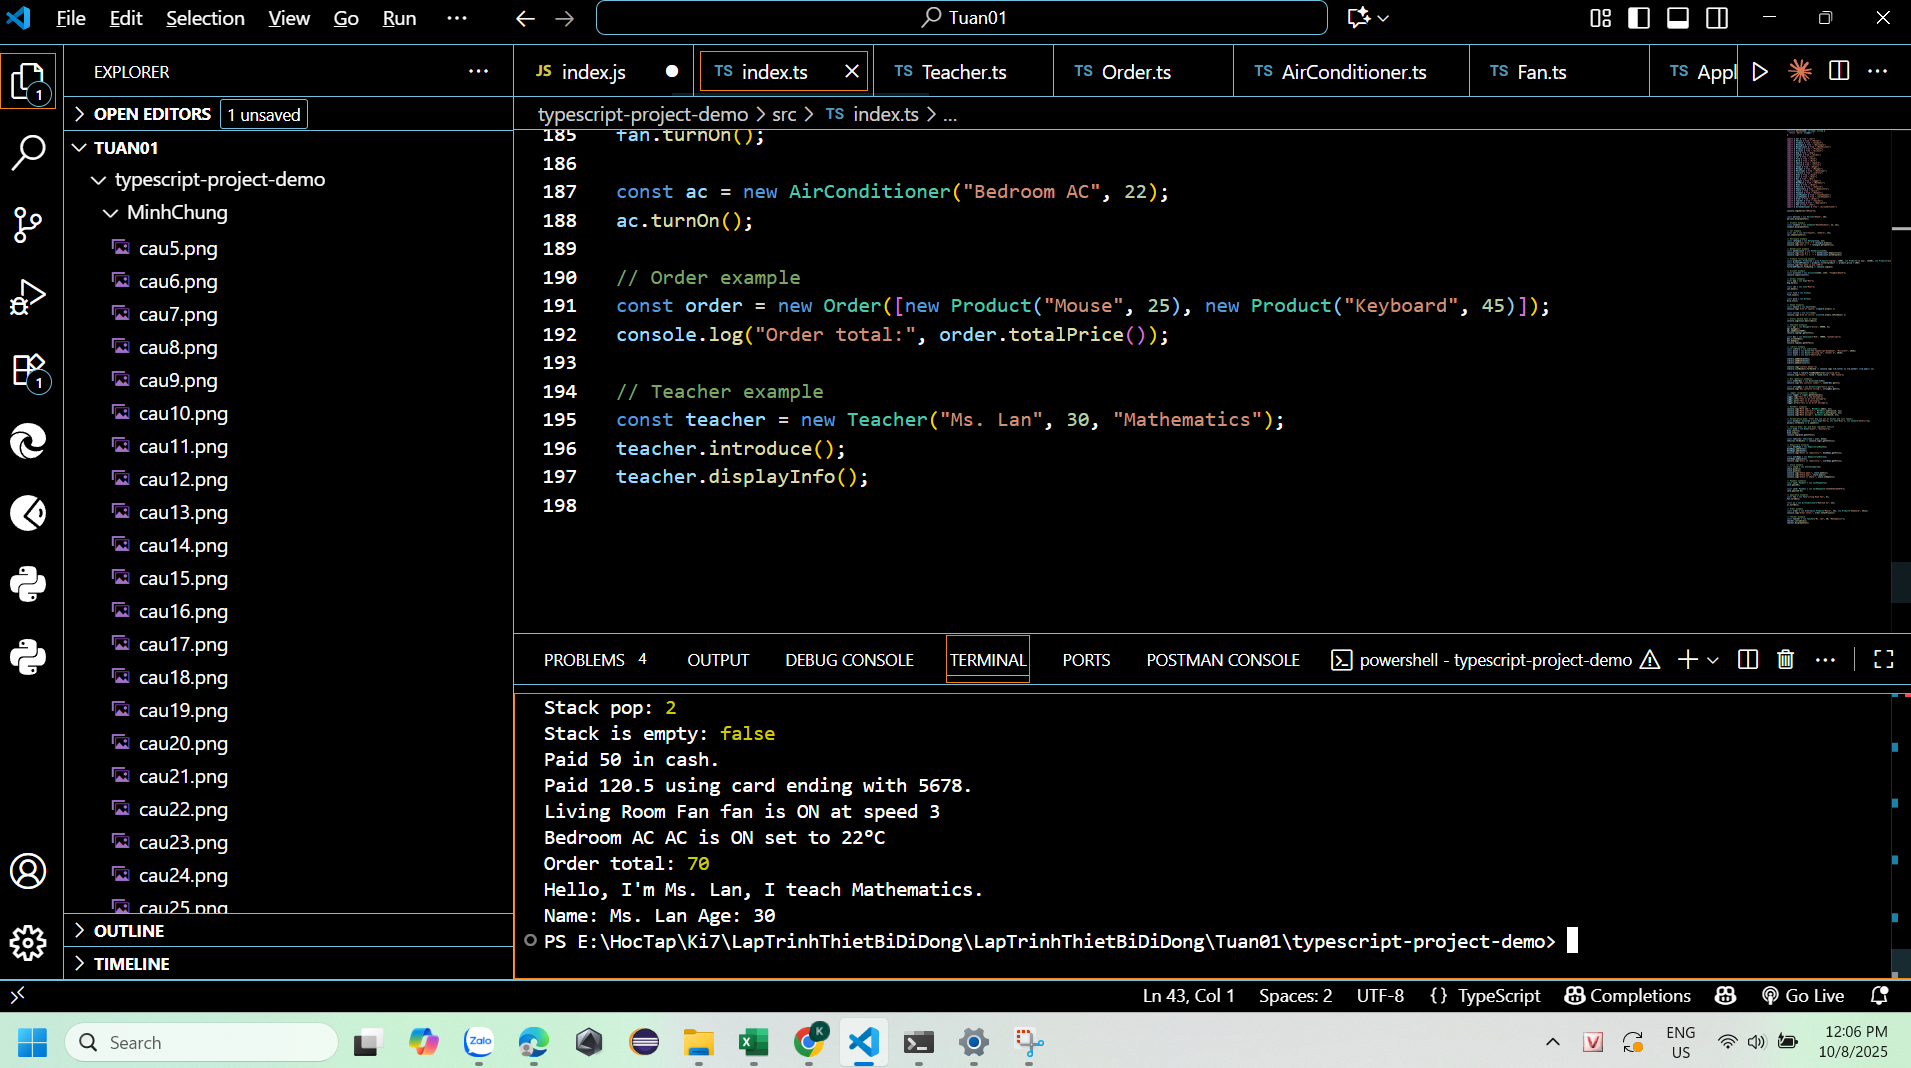 File Edit Selection View Go Run ···
Tuan01
EXPLORER
OPEN EDITORS 1 unsaved
TUAN01
typescript-project-demo
MinhChung
cau5.png
cau6.png
cau7.png
cau8.png
cau9.png
cau10.png
cau11.png
cau12.png
cau13.png
cau14.png
cau15.png
cau16.png
cau17.png
cau18.png
cau19.png
cau20.png
cau21.png
cau22.png
cau23.png
cau24.png
cau25.png
OUTLINE
TIMELINE
1
1
JS index.js TS index.ts TS Teacher.ts TS Order.ts TS AirConditioner.ts TS Fan.ts TS Appl
typescript-project-demo > src > TS index.ts > ...
185 fan.turnOn();
186
187 const ac = new AirConditioner("Bedroom AC", 22);
188 ac.turnOn();
189
190 // Order example
191 const order = new Order([new Product("Mouse", 25), new Product("Keyboard", 45)]);
192 console.log("Order total:", order.totalPrice());
193
194 // Teacher example
195 const teacher = new Teacher("Ms. Lan", 30, "Mathematics");
196 teacher.introduce();
197 teacher.displayInfo();
198
PROBLEMS 4 OUTPUT DEBUG CONSOLE TERMINAL PORTS POSTMAN CONSOLE powershell - typescript-project-demo
Stack pop: 2
Stack is empty: false
Paid 50 in cash.
Paid 120.5 using card ending with 5678.
Living Room Fan fan is ON at speed 3
Bedroom AC AC is ON set to 22°C
Order total: 70
Hello, I'm Ms. Lan, I teach Mathematics.
Name: Ms. Lan Age: 30
PS E:\HocTap\Ki7\LapTrinhThietBiDiDong\LapTrinhThietBiDiDong\Tuan01\typescript-project-demo>
Ln 43, Col 1 Spaces: 2 UTF-8 {} TypeScript Completions Go Live
Search
Zalo
K
V
ENG
US
12:06 PM
10/8/2025